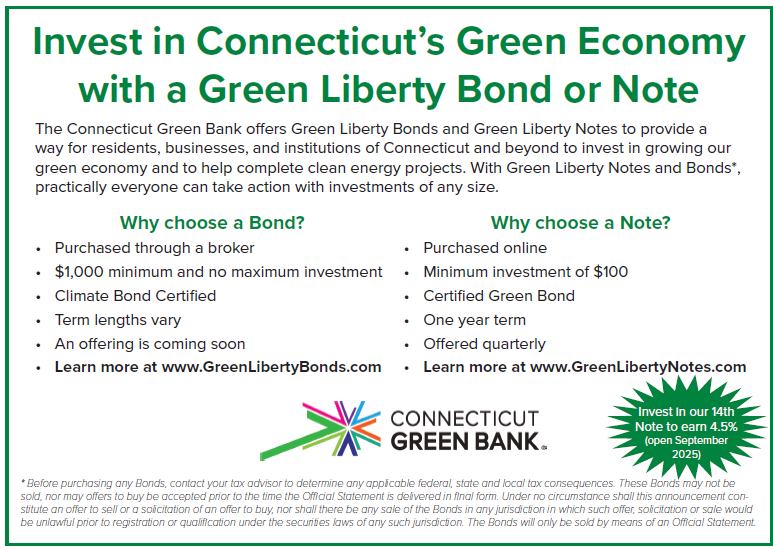 Invest in Connecticut's Green Economy
with a Green Liberty Bond or Note
The Connecticut Green Bank offers Green Liberty Bonds and Green Liberty Notes to provide a
way for residents, businesses, and institutions of Connecticut and beyond to invest in growing our
green economy and to help complete clean energy projects. With Green Liberty Notes and Bonds*,
practically everyone can take action with investments of any size.
Why choose a Bond?
• Purchased through a broker
• $1,000 minimum and no maximum investment
• Climate Bond Certified
• Term lengths vary
• An offering is coming soon
• Learn more at www.GreenLibertyBonds.com
Why choose a Note?
• Purchased online
• Minimum investment of $100
• Certified Green Bond
• One year term
• Offered quarterly
• Learn more at www.GreenLibertyNotes.com
CONNECTICUT
GREEN BANK
Invest in our 14th
Note to earn 4.5%
(open September
2025)
* Before purchasing any Bonds, contact your tax advisor to determine any applicable federal, state and local tax consequences. These Bonds may not be
sold, nor may offers to buy be accepted prior to the time the Official Statement is delivered in final form. Under no circumstance shall this announcement con-
stitute an offer to sell or a solicitation of an offer to buy, nor shall there be any sale of the Bonds in any jurisdiction in which such offer, solicitation or sale would
be unlawful prior to registration or qualification under the securities laws of any such jurisdiction. The Bonds will only be sold by means of an Official Statement.